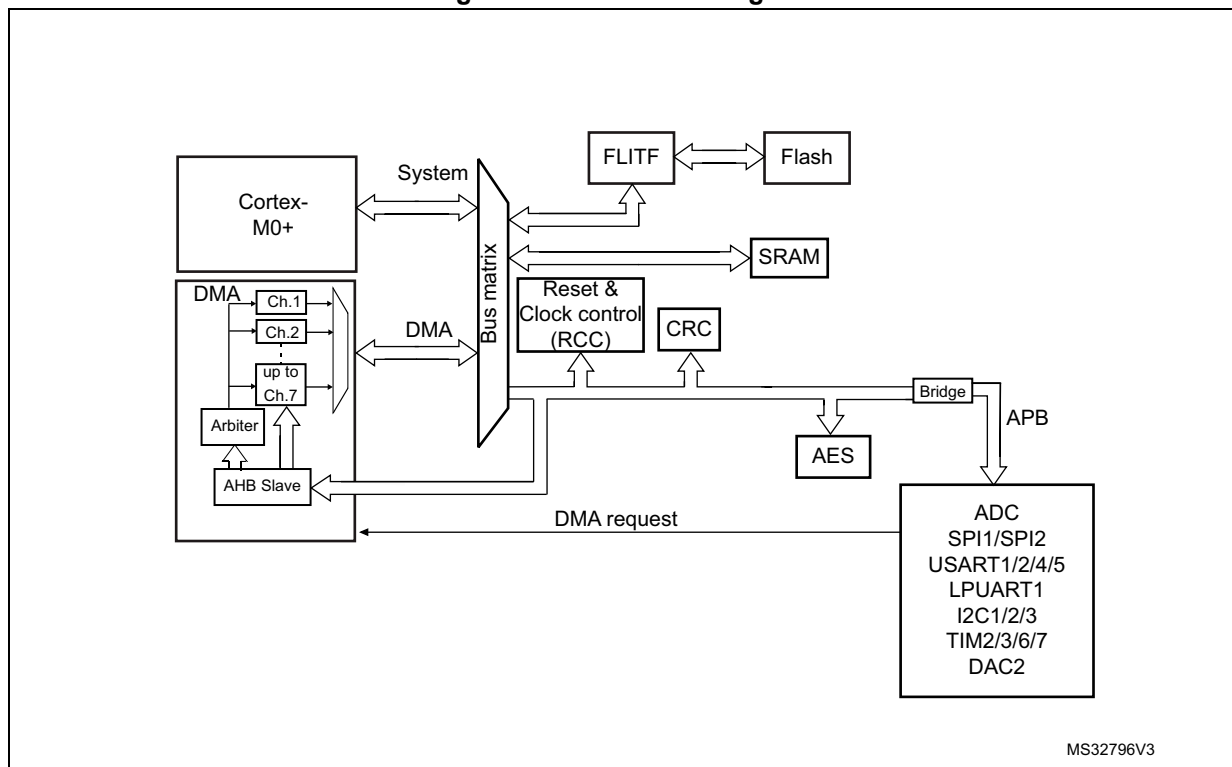 FLITF
Flash
System
Cortex-
M0+
SRAM
Bus matrix
Reset &
Clock control
(RCC)
CRC
DMA
Ch.1
Ch.2
up to
Ch.7
DMA
Bridge
APB
Arbiter
AES
AHB Slave
DMA request
ADC
SPI1/SPI2
USART1/2/4/5
LPUART1
I2C1/2/3
TIM2/3/6/7
DAC2
MS32796V3